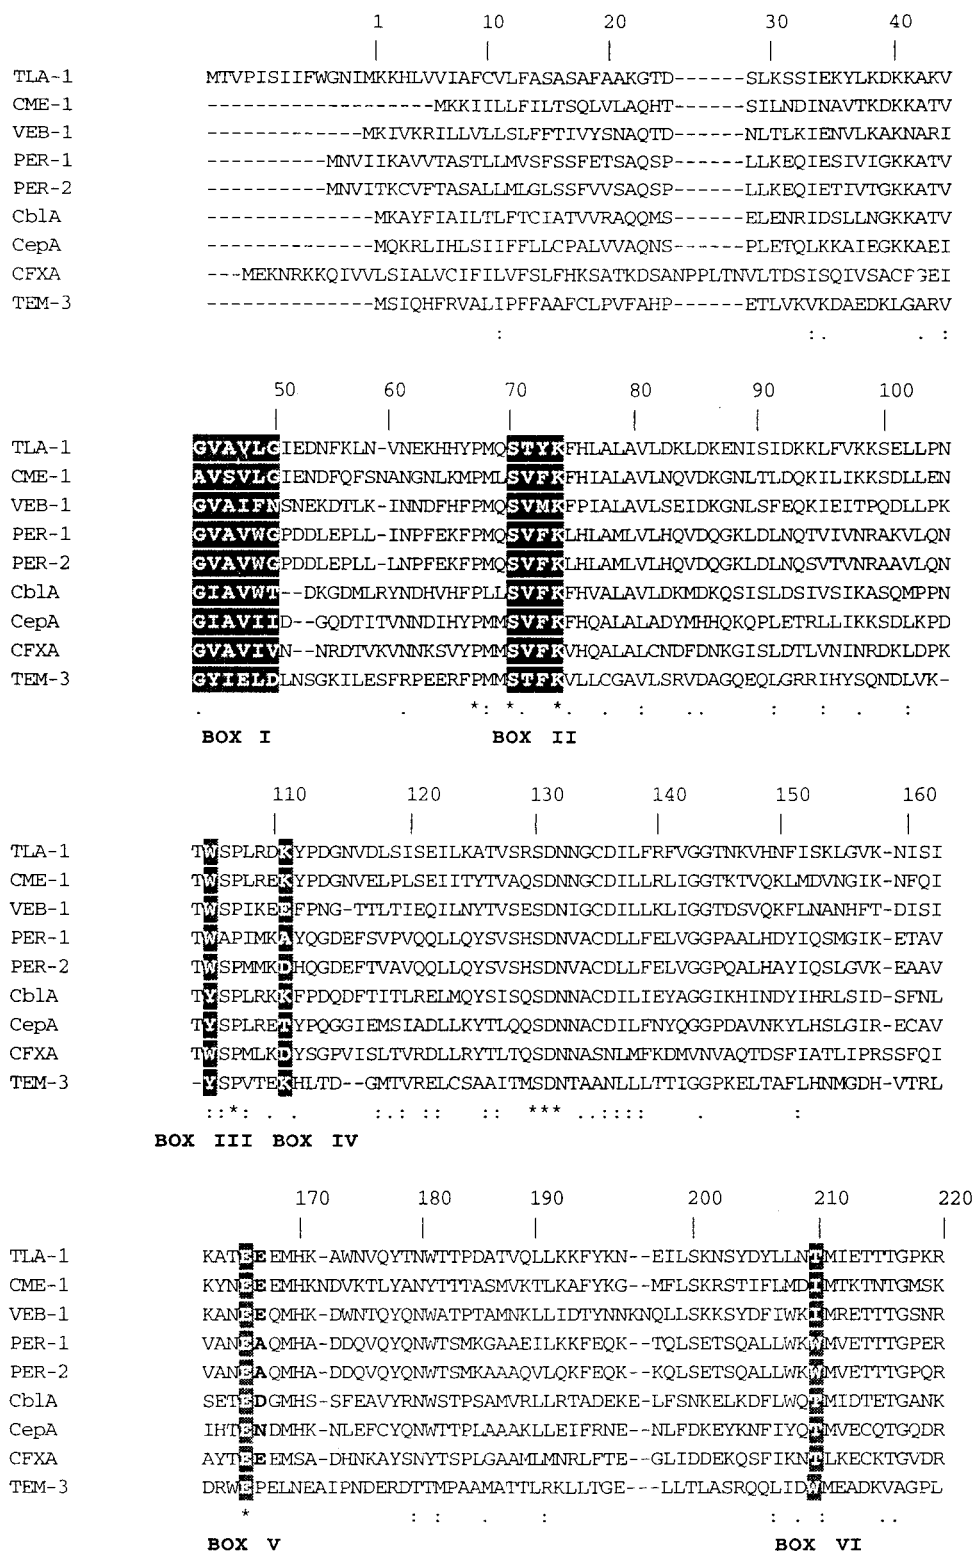 1 10 20 30 40
TLA-1 MTVPISIIFWGNIMKKHLVVIAFCVLFASASAFAAKGTD------SLKSSIEKYLKDKKAKV
CME-1 -------------------MKKIILLFILTSQLVLAQHT------SILNDINAVTKDKKATV
VEB-1 -------------MKIVKRILLVLLSLFFTIVYSNAQTD------NLTLKIENVLKAKNARI
PER-1 ----------MNVIIKAVVTASTLLMVSFSSFETSAQSP------LLKEQIESIVIGKKATV
PER-2 ----------MNVITKCVFTASALLMLGLSSFVVSAQSP------LLKEQIETIVTGKKATV
CblA --------------MKAYFIAILTLFTCIATVVRAQQMS------ELENRIDSLLNGKKATV
CepA --------------MQKRLIHLSIIFFLLCPALVVAQNS------PLETQLKKAIEGKKAEI
CFXA ---MEKNRKKQIVVLSIALVCIFILVFSLFHKSATKDSANPPLTNVLTDSISQIVSACPGEI
TEM-3 --------------MSIQHFRVALIPFFAAFCLPVFAHP------ETLVKVKDAEDKLGARV
: :. . :
50 60 70 80 90 100
TLA-1 GVAVLGIEDNFKLN-VNEKHHYPMQSTYKFHLALAVLDKLDKENISIDKKLFVKKSELLPN
CME-1 AVSVLGIENDFQFSNANGNLKMPMLSVFKFHIALAVLNQVDKGNLTLDQKILIKKSDLLEN
VEB-1 GVAIFNSNEKDTLK-INNDFHFPMQSVMKFPIALAVLSEIDKGNLSFEQKIEITPQDLLPK
PER-1 GVAVWGPDDLEPLL-INPFEKFPMQSVFKLHLAMLVLHQVDQGKLDLNQTVIVNRAKVLQN
PER-2 GVAVWGPDDLEPLL-LNPFEKFPMQSVFKLHLAMLVLHQVDQGKLDLNQSVTVNRAAVLQN
CblA GIAVWT--DKGDMLRYNDHVHFPLLSVFKFHVALAVLDKMDKQSISLDSIVSIKASQMPPN
CepA GIAVIID--GQDTITVNNDIHYPMMSVFKFHQALALADYMHHQKQPLETRLLIKKSDLKPD
CFXA GVAVIVN--NRDTVKVNNKSVYPMMSVFKVHQALALCNDFDNKGISLDTLVNINRDKLDPK
TEM-3 GYIELDLNSGKILESFRPEERFPMMSTFKVLLCGAVLSRVDAGQEQLGRRIHYSQNDLVK-
. . *: *. *. . : .. : : . :
BOX I BOX II
110 120 130 140 150 160
TLA-1 TWSPLRDKYPDGNVDLSISEILKATVSRSDNNGCDILFRFVGGTNKVHNFISKLGVK-NISI
CME-1 TWSPLREKYPDGNVELPLSEIITYTVAQSDNNGCDILLRLIGGTKTVQKLMDVNGIK-NFQI
VEB-1 TWSPIKEEFPNG-TTLTIEQILNYTVSESDNIGCDILLKLIGGTDSVQKFLNANHFT-DISI
PER-1 TWAPIMKAYQGDEFSVPVQQLLQYSVSHSDNVACDLLFELVGGPAALHDYIQSMGIK-ETAV
PER-2 TWSPMMKDHQGDEFTVAVQQLLQYSVSHSDNVACDLLFELVGGPQALHAYIQSLGVK-EAAV
CblA TYSPLRKKFPDQDFTITLRELMQYSISQSDNNACDILIEYAGGIKHINDYIHRLSID-SFNL
CepA TYSPLRETYPQGGIEMSIADLLKYTLQQSDNNACDILFNYQGGPDAVNKYLHSLGIR-ECAV
CFXA TWSPMLKDYSGPVISLTVRDLLRYTLTQSDNNASNLMFKDMVNVAQTDSFIATLIPRSSFQI
TEM-3 -YSPVTEKHLTD--GMTVRELCSAAITMSDNTAANLLLTTIGGPKELTAFLHNMGDH-VTRL
::*: . . :: :: :: ***. .:::: . :
BOX III BOX IV
170 180 190 200 210 220
TLA-1 KATEEEMHK-AWNVQYTNWTTPDATVQLLKKFYKN--EILSKNSYDYLLNTMIETTTGPKR
CME-1 KYNEEEMHKNDVKTLYANYTTTASMVKTLKAFYKG--MFLSKRSTIFLMDIMTKTNTGMSK
VEB-1 KANEEQMHK-DWNTQYQNWATPTAMNKLLIDTYNNKNQLLSKKSYDFIWKIMRETTTGSNR
PER-1 VANEAQMHA-DDQVQYQNWTSMKGAAEILKKFEQK--TQLSETSQALLWKWMVETTTGPER
PER-2 VANEAQMHA-DDQVQYQNWTSMKAAAQVLQKFEQK--KQLSETSQALLWKWMVETTTGPQR
CblA SETEDGMHS-SFEAVYRNWSTPSAMVRLLRTADEKE-LFSNKELKDFLWQTMIDTETGANK
CepA IHTENDMHK-NLEFCYQNWTTPLAAAKLLEIFRNE--NLFDKEYKNFIYQTMVECQTGQDR
CFXA AYTEEEMSA-DHNKAYSNYTSPLGAAMLMNRLFTE--GLIDDEKQSFIKNTLKECKTGVDR
TEM-3 DRWEPELNEAIPNDERDTTMPAAMATTLRKLLTGE---LLTLASRQQLIDWMEADKVAGPL
* : : . : : : : ..
BOX V BOX VI